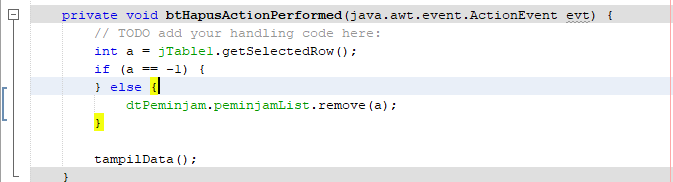 private void btHapusActionPerformed(java.awt.event.ActionEvent evt) {
// TODO add your handling code here:
int a = jTable1.getSelectedRow();
if (a == -1) {
} else {
dtPeminjam.peminjamList.remove(a);
}
tampilData();
}